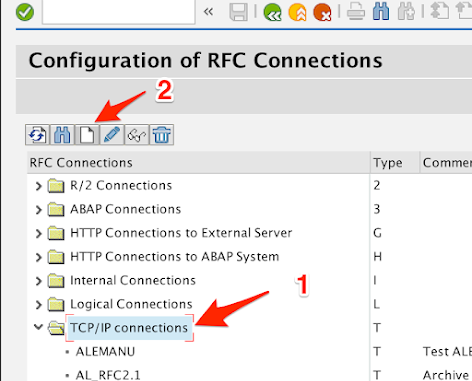 Configuration of RFC Connections
2
RFC Connections Type Comme
R/2 Connections 2
ABAP Connections 3
HTTP Connections to External Server G
HTTP Connections to ABAP System H
Internal Connections I
1
Logical Connections L
TCP/IP connections T
ALEMANU T Test ALE
AL_RFC2.1 T Archive